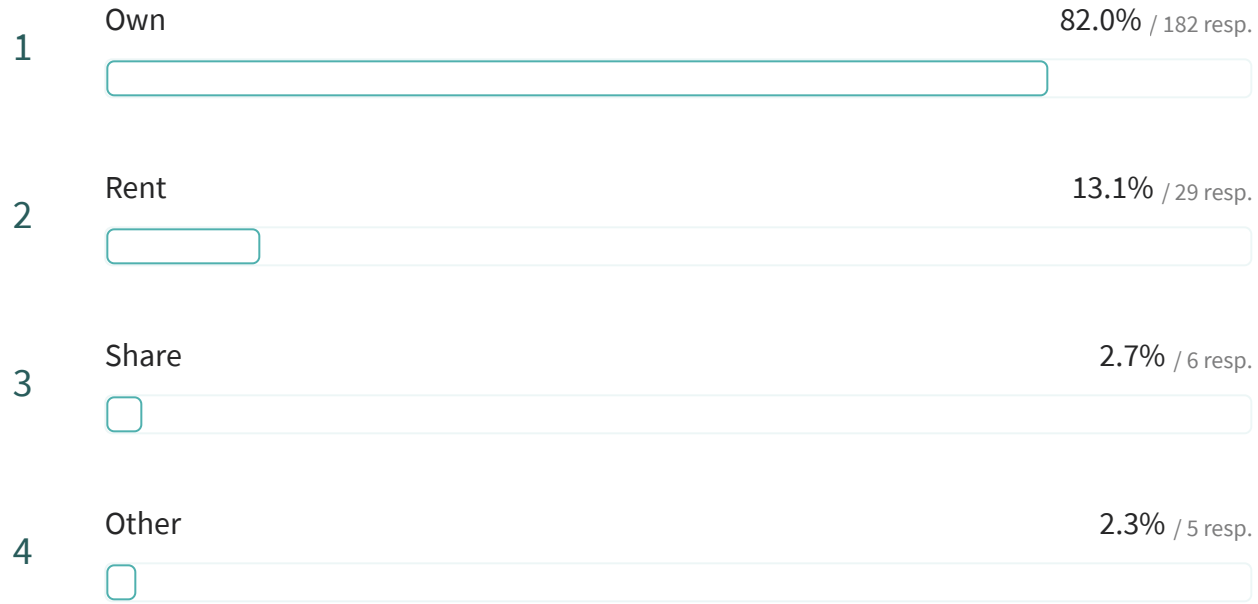 1
Own
82.0% / 182 resp.
2
Rent
13.1% / 29 resp.
3
Share
2.7% / 6 resp.
4
Other
2.3% / 5 resp.